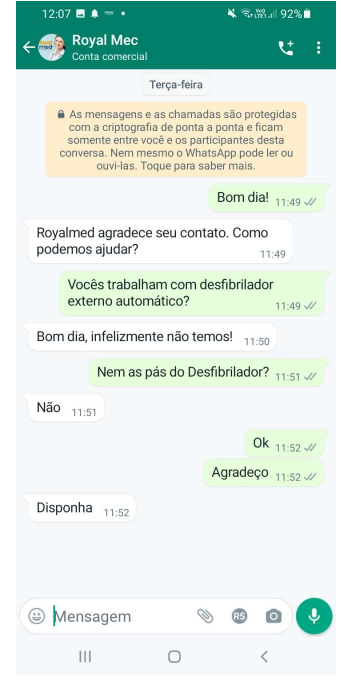 12:07
92%
Royal Mec
Conta comercial
Terça-feira
As mensagens e as chamadas são protegidas
com a criptografia de ponta a ponta e ficam
somente entre você e os participantes desta
conversa. Nem mesmo o WhatsApp pode ler ou
ouvi-las. Toque para saber mais.
Bom dia! 11:49
Royalmed agradece seu contato. Como
podemos ajudar? 11:49
Vocês trabalham com desfibrilador
externo automático? 11:49
Bom dia, infelizmente não temos! 11:50
Nem as pás do Desfibrilador? 11:51
Não 11:51
Ok 11:52
Agradeço 11:52
Disponha 11:52
Mensagem
R$